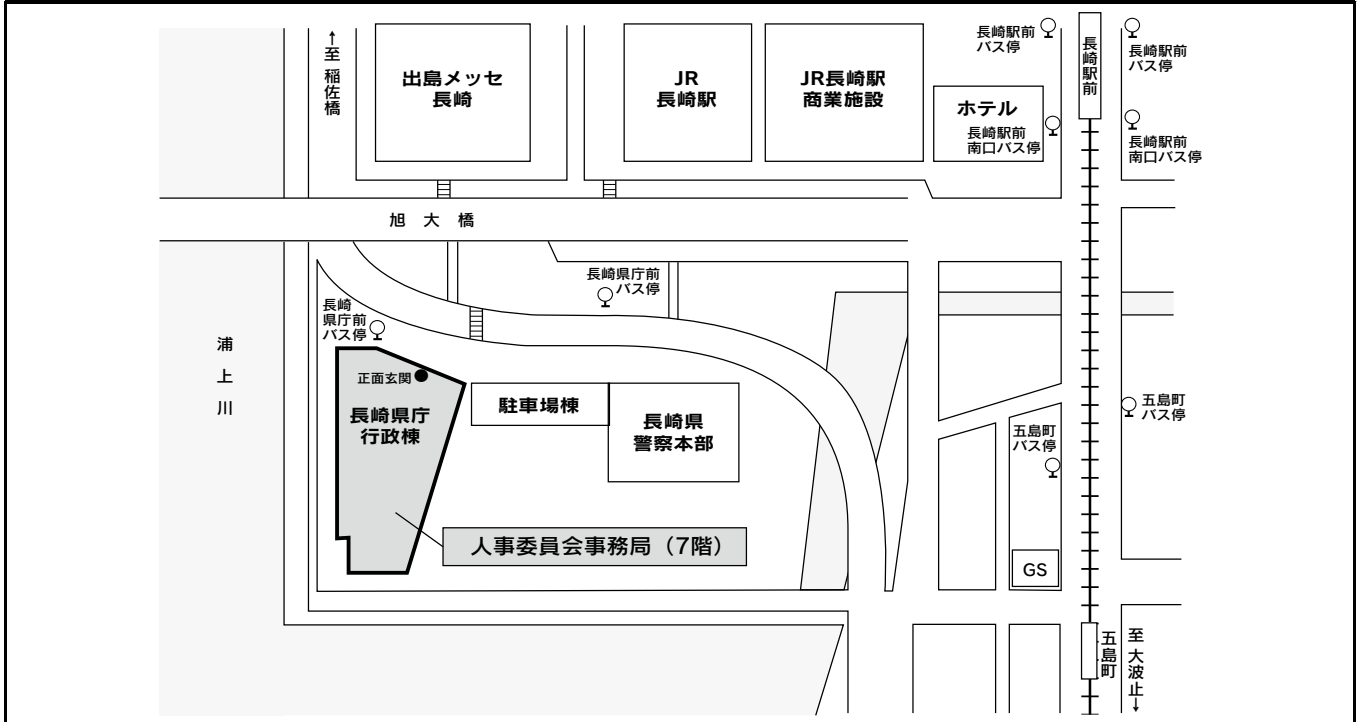 ↑至 稲佐橋
出島メッセ
長崎
JR
長崎駅
JR長崎駅
商業施設
ホテル
長崎駅前
バス停
長崎駅前
南口バス停
長崎駅前
長崎駅前
バス停
長崎駅前
南口バス停
旭大橋
長崎県庁前
バス停
長崎
県庁前
バス停
浦上川
正面玄関
長崎県庁
行政棟
駐車場棟
長崎県
警察本部
五島町
バス停
五島町
バス停
人事委員会事務局（7階）
GS
五島町
至大波止↓